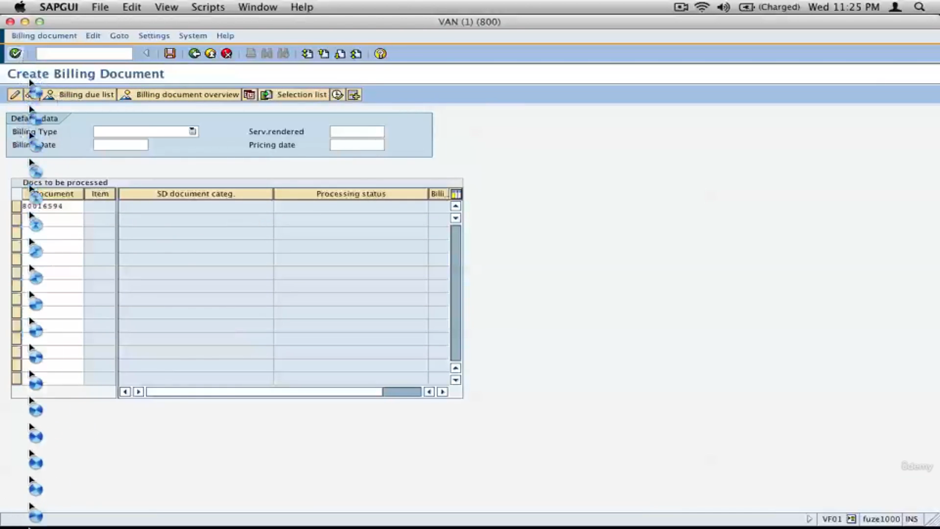 SAPGUI File Edit View Scripts Window Help (Charged) Wed 11:25 PM
VAN (1) (800)
Billing document Edit Goto Settings System Help
Create Billing Document
Billing due list Billing document overview Selection list
Default data
Billing Type Serv.rendered
Billing Date Pricing date
Docs to be processed
Document Item SD document categ. Processing status Billi..
80016594
Udemy
VF01 fuze1000 INS